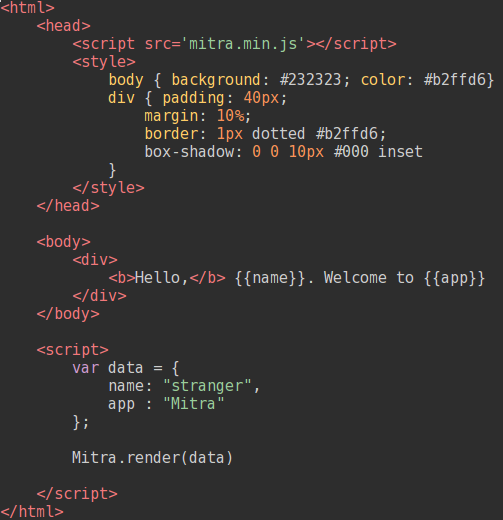 <html>
    <head>
        <script src='mitra.min.js'></script>
        <style>
            body { background: #232323; color: #b2ffd6}
            div { padding: 40px;
                margin: 10%;
                border: 1px dotted #b2ffd6;
                box-shadow: 0 0 10px #000 inset
            }
        </style>
    </head>

    <body>
        <div>
            <b>Hello,</b> {{name}}. Welcome to {{app}}
        </div>
    </body>

    <script>
        var data = {
            name: "stranger",
            app : "Mitra"
        };

        Mitra.render(data)

    </script>
</html>